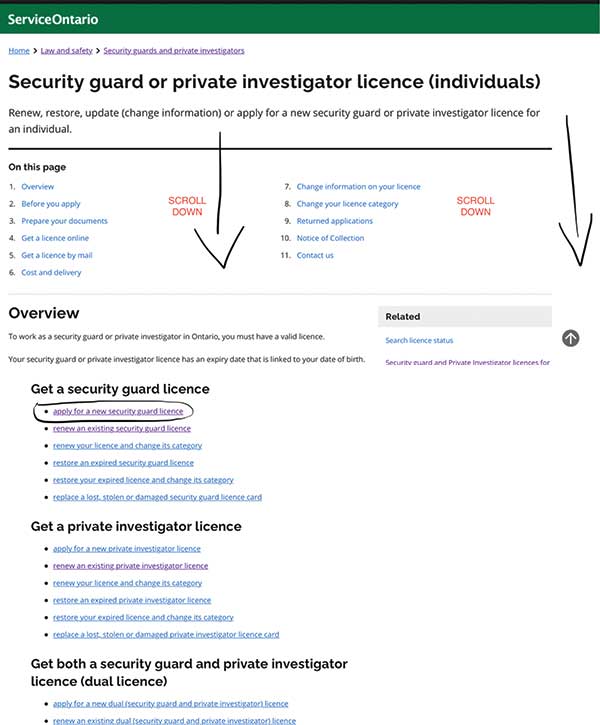 ServiceOntario
Home > Law and safety > Security guards and private investigators
Security guard or private investigator licence (individuals)
Renew, restore, update (change information) or apply for a new security guard or private investigator licence for
an individual.
On this page
1. Overview
2. Before you apply
3. Prepare your documents
4. Get a licence online
5. Get a licence by mail
6. Cost and delivery
SCROLL
DOWN
7. Change information on your licence
8. Change your licence category
9. Returned applications
10. Notice of Collection
11. Contact us
SCROLL
DOWN
Overview
To work as a security guard or private investigator in Ontario, you must have a valid licence.
Your security guard or private investigator licence has an expiry date that is linked to your date of birth.
Related
Search licence status
Security guard and Private Investigator licences for
Get a security guard licence
• apply for a new security guard licence
• renew an existing security guard licence
• renew your licence and change its category
• restore an expired security guard licence
• restore your expired licence and change its category
• replace a lost, stolen or damaged security guard licence card
Get a private investigator licence
• apply for a new private investigator licence
• renew an existing private investigator licence
• renew your licence and change its category
• restore an expired private investigator licence
• restore your expired licence and change its category
• replace a lost, stolen or damaged private investigator licence card
Get both a security guard and private investigator
licence (dual licence)
• apply for a new dual (security guard and private investigator) licence
• renew an existing dual (security guard and private investigator) licence